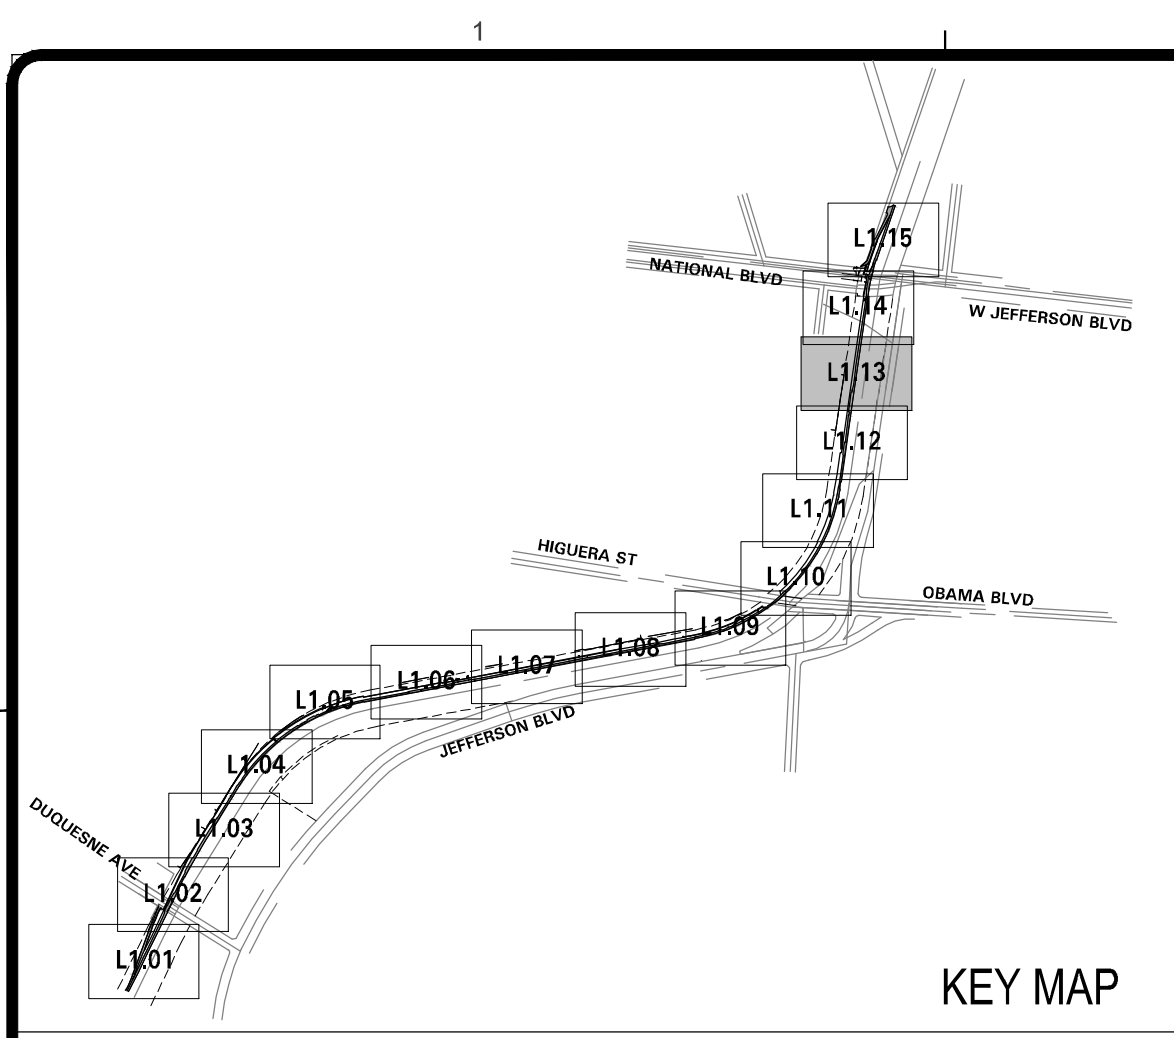 1
L1.15
NATIONAL BLVD
L1.14
W JEFFERSON BLVD
L1.13
L1.12
L1.11
HIGUERA ST
L1.10
OBAMA BLVD
L1.09
L1.08
L1.07
L1.06
L1.05
JEFFERSON BLVD
L1.04
L1.03
DUQUESNE AVE
L1.02
L1.01
KEY MAP